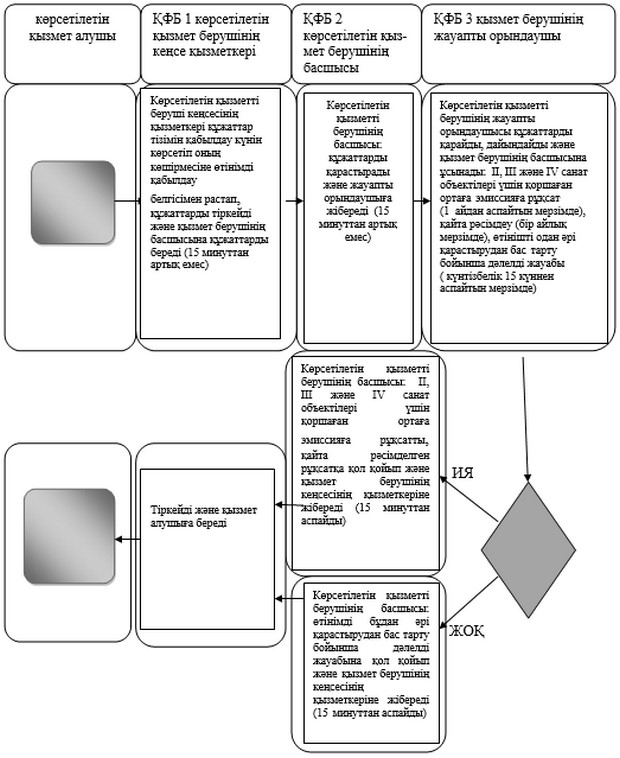 көрсетілетін
қызмет алушы
ҚФБ 1 көрсетілетін
қызмет берушінің
кеңсе қызметкері
ҚФБ 2
көрсетілетін қыз-
мет берушінің
басшысы
ҚФБ 3 қызмет берушінің
жауапты орындаушы
Көрсетілетін қызметті
беруші кеңсесінің
қызметкері құжаттар
тізімін қабылдау күнін
көрсетіп оның
көшірмесіне өтінімді
қабылдау
белгісімен растап,
құжаттарды тіркейді
және қызмет берушінің
басшысына құжаттарды
береді (15 минуттан
артық емес)
Көрсетілетін
қызметті
берушінің
басшысы:
құжаттарды
қарастырады
және жауапты
орындаушыға
жібереді (15
минуттан артық
емес)
Көрсетілетін қызметті
берушінің жауапты
орындаушысы құжаттарды
қарайды, дайындайды және
қызмет берушінің басшысына
ұсынады: II, III және IV санат
объектілері үшін қоршаған
ортаға эмиссияға рұқсат
(1 айдан аспайтын мерзімде),
қайта рәсімдеу (бір айлық
мерзімде), өтінішті одан әрі
қарастырудан бас тарту
бойынша дәлелді жауабы
( күнтізбелік 15 күннен
аспайтын мерзімде)
Көрсетілетін қызметті
берушінің басшысы: II,
III және IV санат
объектілері үшін
қоршаған ортаға
эмиссияға рұқсатты,
қайта рәсімделген
рұқсатқа қол қойып және
қызмет берушінің
кеңсесінің қызметкеріне
жібереді (15 минуттан
аспайды)
ИЯ
Тіркейді және қызмет
алушыға береді
Көрсетілетін қызметті
берушінің басшысы:
өтінімді бұдан әрі
қарастырудан бас тарту
бойынша дәлелді
жауабына қол қойып
және қызмет берушінің
кеңсесінің
қызметкеріне жібереді
(15 минуттан аспайды)
ЖОҚ